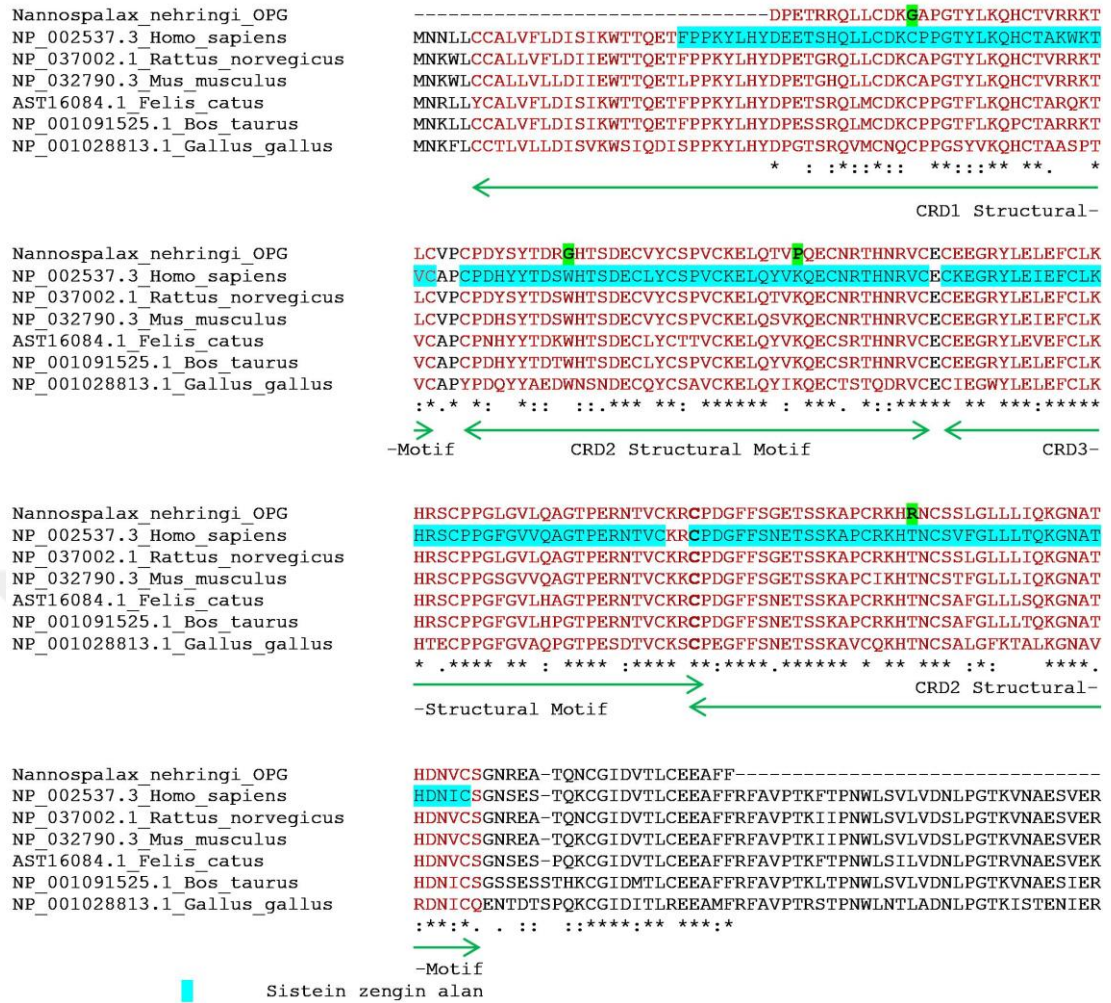 Nannospalax_nehringi_OPG -------------------------------DPETRRQLLCDKGAPGTYLKQHCTVRRKT
NP_002537.3_Homo_sapiens MNNLLCCALVFLDISIKWTTQETFPPKYLHYDEETSHQLLCDKCPPGTYLKQHCTAKWKT
NP_037002.1_Rattus_norvegicus MNKWLCCALLVFLDIIEWTTQETFPPKYLHYDPETGRQLLCDKCAPGTYLKQHCTVRRKT
NP_032790.3_Mus_musculus MNKWLCCALLVLLDIIEWTTQETLPPKYLHYDPETGHQLLCDKCAPGTYLKQHCTVRRKT
AST16084.1_Felis_catus MNRLLYCALVFLDISIKWTTQETFPPKYLHYDPETSRQLMCDKCPPGTFLKQHCTARQKT
NP_001091525.1_Bos_taurus MNKLLCCALVFLDISIKWTTQETFPPKYLHYDPESSRQLMCDKCPPGTFLKQPCTARRKT
NP_001028813.1_Gallus_gallus MNKFLCCTLVLLDISVKWSIQDISPPKYLHYDPGTSRQVMCNQCPPGSYVKQHCTAASPT
*  : :*::**:*  **:::** **.   *
CRD1 Structural-
Nannospalax_nehringi_OPG LCVPCPDYSYTDRGHTSDECVYCSPVCKELQTVPQECNRTHNRVCECEEGRYLELEFCLK
NP_002537.3_Homo_sapiens VCAPCPDHYYTDSWHTSDECLYCSPVCKELQYVKQECNRTHNRVCECKEGRYLEIEFCLK
NP_037002.1_Rattus_norvegicus LCVPCPDYSYTDSWHTSDECVYCSPVCKELQTVKQECNRTHNRVCECEEGRYLEIEFCLK
NP_032790.3_Mus_musculus LCVPCPDHSYTDSWHTSDECVYCSPVCKELQSVKQECNRTHNRVCECEEGRYLEIEFCLK
AST16084.1_Felis_catus VCAPCPNHYYTDKWHTSDECLYCTTVCKELQYVKQECSRTHNRVCECEEGRYLEVEFCLK
NP_001091525.1_Bos_taurus VCAPCPDHYYTDTWHTSDECLYCSPVCKELQYVKQECSRTHNRVCECEEGRYLELEFCLK
NP_001028813.1_Gallus_gallus VCAPYPDQYYAEDWNSNDECQYCSAVCKELQYIKQECTSTQDRVCECIEGWYLELEFCLK
:*.* *:  *::  ::.*** **: ****** : ***. *::***** ** ***:*****
-Motif CRD2 Structural Motif CRD3-
Nannospalax_nehringi_OPG HRSCPPGLGVLQAGTPERNTVCKRCPDGFFSGETSSKAPCRKHRNCSSLGLLLIQKGNAT
NP_002537.3_Homo_sapiens HRSCPPGFGVVQAGTPERNTVCKRCPDGFFSNETSSKAPCRKHTNCSVFGLLLTQKGNAT
NP_037002.1_Rattus_norvegicus HRSCPPGLGVLQAGTPERNTVCKRCPDGFFSGETSSKAPCRKHTNCSSLGLLLIQKGNAT
NP_032790.3_Mus_musculus HRSCPPGSGVVQAGTPERNTVCKKCPDGFFSGETSSKAPCIKHTNCSTFGLLLIQKGNAT
AST16084.1_Felis_catus HRSCPPGFGVLHAGTPERNTVCKRCPDGFFSNETSSKAPCRKHTNCSAFGLLLSQKGNAT
NP_001091525.1_Bos_taurus HRSCPPGFGVLHPGTPERNTVCKRCPDGFFSNETSSKAPCRKHTNCSAFGLLLTQKGNAT
NP_001028813.1_Gallus_gallus HTECPPGFGVAQPGTPESDTVCKSCPEGFFSNETSSKAVCQKHTNCSALGFKTALKGNAV
* .**** ** : **** :**** **:****.****** * ** *** :*:   ****.
CRD2 Structural-
-Structural Motif
Nannospalax_nehringi_OPG HDNVCSGNREA-TQNCGIDVTLCEEAFF--------------------------------
NP_002537.3_Homo_sapiens HDNICSGNSES-TQKCGIDVTLCEEAFFRFAVPTKFTPNWLSVLVDNLPGTKVNAESVER
NP_037002.1_Rattus_norvegicus HDNVCSGNREA-TQKCGIDVTLCEEAFFRFAVPTKIIPNWLSVLVDSLPGTKVNAESVER
NP_032790.3_Mus_musculus HDNVCSGNREA-TQKCGIDVTLCEEAFFRFAVPTKIIPNWLSVLVDSLPGTKVNAESVER
AST16084.1_Felis_catus HDNVCSGNSES-PQKCGIDVTLCEEAFFRFAVPTKFTPNWLSILVDNLPGTRVNAESVEK
NP_001091525.1_Bos_taurus HDNICSGSSESSTHKCGIDMTLCEEAFFRFAVPTKLTPNWLSVLVDNLPGTKVNAESIER
NP_001028813.1_Gallus_gallus RDNICQENTDTSPQKCGIDITLREEAMFRFAVPTRSTPNWLNTLADNLPGTKISTENIER
:**:*. . ::  ::****:** ***:*
-Motif
Sistein zengin alan